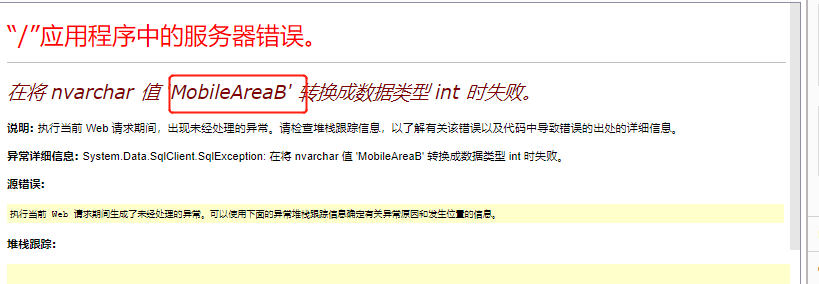 “/”应用程序中的服务器错误。
在将 nvarchar 值 'MobileAreaB' 转换成数据类型 int 时失败。
说明: 执行当前 Web 请求期间，出现未经处理的异常。请检查堆栈跟踪信息，以了解有关该错误以及代码中导致错误的出处的详细信息。
异常详细信息: System.Data.SqlClient.SqlException: 在将 nvarchar 值 'MobileAreaB' 转换成数据类型 int 时失败。
源错误:
执行当前 Web 请求期间生成了未经处理的异常。可以使用下面的异常堆栈跟踪信息确定有关异常原因和发生位置的信息。
堆栈跟踪: